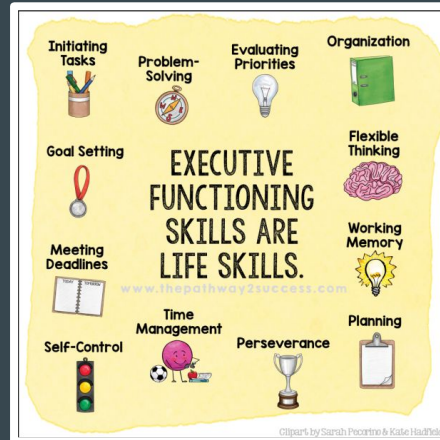 Initiating
Tasks
Problem-
Solving
Evaluating
Priorities
Organization
Goal Setting
EXECUTIVE
FUNCTIONING
SKILLS ARE
LIFE SKILLS.
Flexible
Thinking
Meeting
Deadlines
www.thepathway2success.com
Working
Memory
Self-Control
Time
Management
Perseverance
Planning
Clipart by Sarah Pecorino & Kate Hadfield